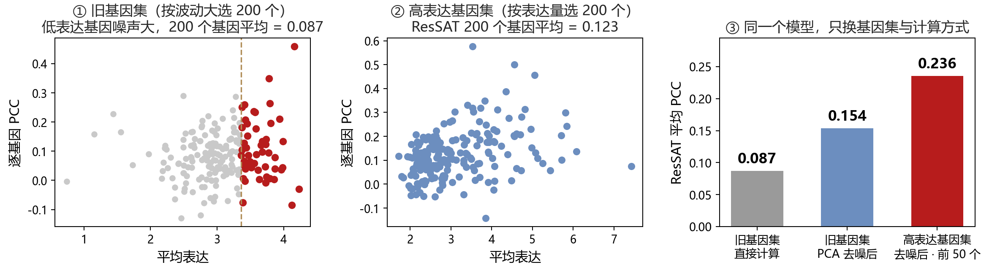 ① 旧基因集（按波动大选 200 个）
低表达基因噪声大，200 个基因平均 = 0.087
逐基因 PCC
0.4
0.3
0.2
0.1
0.0
-0.1
1
2
3
4
平均表达
② 高表达基因集（按表达量选 200 个）
ResSAT 200 个基因平均 = 0.123
逐基因 PCC
0.6
0.5
0.4
0.3
0.2
0.1
0.0
-0.1
2
3
4
5
6
7
平均表达
③ 同一个模型，只换基因集与计算方式
ResSAT 平均 PCC
0.25
0.20
0.15
0.10
0.05
0.00
0.087
0.154
0.236
旧基因集
直接计算
旧基因集
PCA 去噪后
高表达基因集
去噪后 · 前 50 个